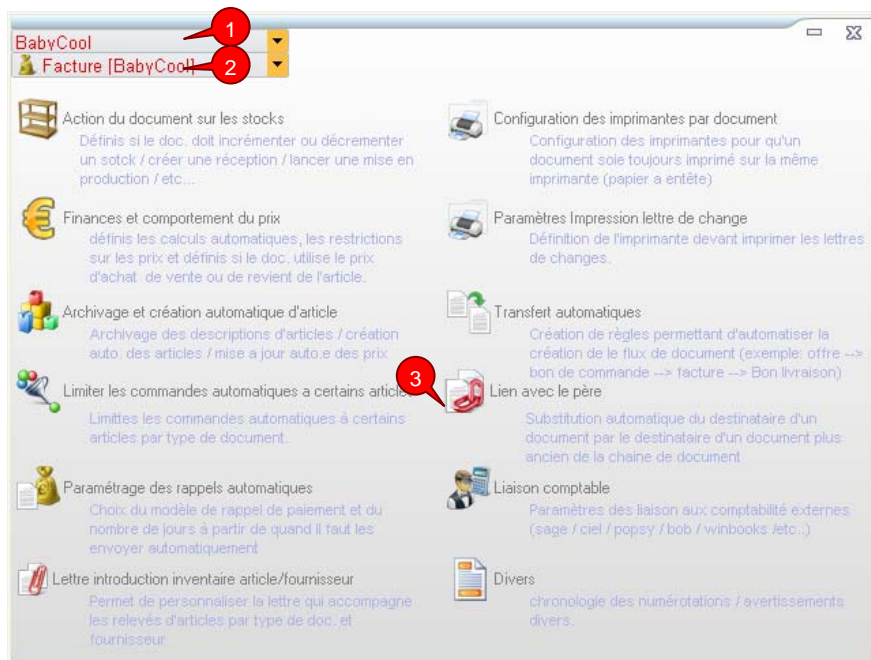 BabyCool
1
Facture [BabyCool]
2
Action du document sur les stocks
Définis si le doc. doit incrémenter ou décrementer
un sotck / créer une réception / lancer une mise en
production / etc...
Finances et comportement du prix
définis les calculs automatiques, les restrictions
sur les prix et définis si le doc. utilise le prix
d'achat de vente ou de revient de l'article.
Archivage et création automatique d'article
Archivage des descriptions d'articles / création
auto. des articles / mise a jour auto.e des prix
Limiter les commandes automatiques a certains articles
Limittes les commandes automatiques à certains
articles par type de document.
Paramétrage des rappels automatiques
Choix du modèle de rappel de paiement et du
nombre de jours à partir de quand il faut les
envoyer automatiquement
Lettre introduction inventaire article/fournisseur
Permet de personnaliser la lettre qui accompagne
les relevés d'articles par type de doc. et
fournisseur
Configuration des imprimantes par document
Configuration des imprimantes pour qu'un
document soie toujours imprimé sur la même
imprimante (papier a entête)
Paramètres Impression lettre de change
Définition de l'imprimante devant imprimer les lettres
de changes.
Transfert automatiques
Création de règles permettant d'automatiser la
création de le flux de document (exemple: offre -->
bon de commande --> facture --> Bon livraison)
3
Lien avec le père
Substitution automatique du destinataire d'un
document par le destinataire d'un document plus
ancien de la chaine de document
Liaison comptable
Paramètres des liaison aux comptabilité externes
(sage / ciel / popsy / bob / winbooks /etc..)
Divers
chronologie des numérotations / avertissements
divers.